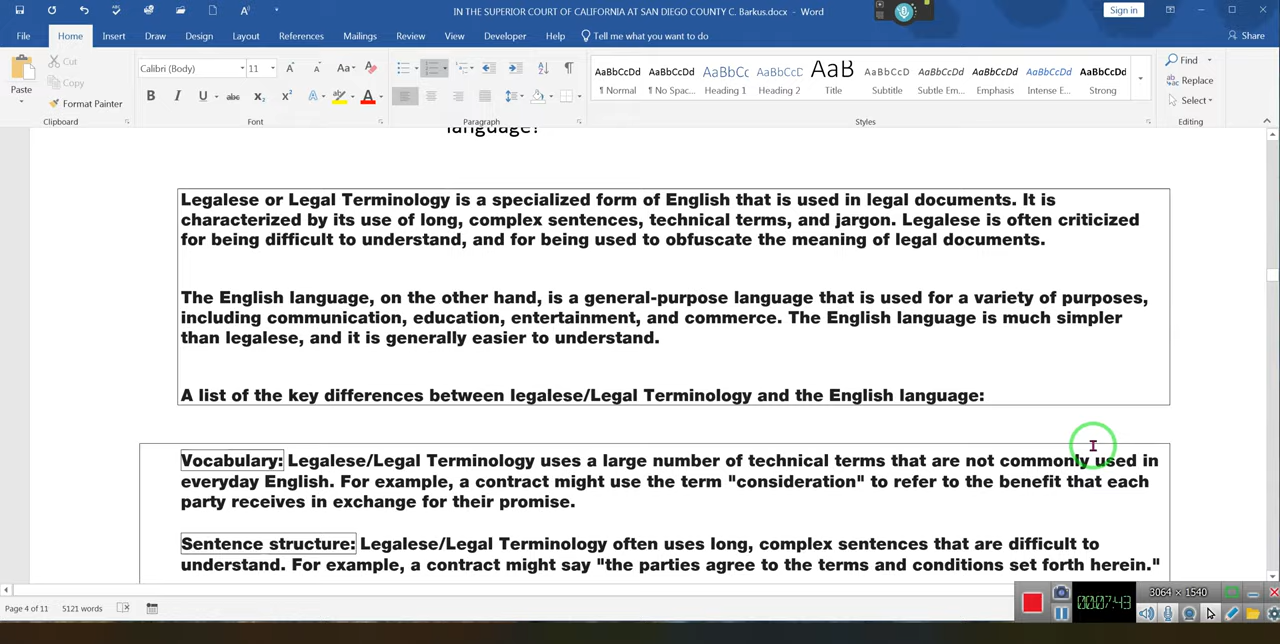 IN THE SUPERIOR COURT OF CALIFORNIA AT SAN DIEGO COUNTY C. Barkus.docx - Word
Sign in
File Home Insert Draw Design Layout References Mailings Review View Developer Help Tell me what you want to do Share
Paste
Cut
Copy
Format Painter
Clipboard
Calibri (Body) 11
Font
Paragraph
AaBbCcDd AaBbCcDd AaBbCc AaBbCcC AaB AaBbCcD AaBbCcDd AaBbCcDd AaBbCcDd AaBbCcDd
¶ Normal ¶ No Spac... Heading 1 Heading 2 Title Subtitle Subtle Em... Emphasis Intense E... Strong
Styles
Find
Replace
Select
Editing
language?
Legalese or Legal Terminology is a specialized form of English that is used in legal documents. It is
characterized by its use of long, complex sentences, technical terms, and jargon. Legalese is often criticized
for being difficult to understand, and for being used to obfuscate the meaning of legal documents.
The English language, on the other hand, is a general-purpose language that is used for a variety of purposes,
including communication, education, entertainment, and commerce. The English language is much simpler
than legalese, and it is generally easier to understand.
A list of the key differences between legalese/Legal Terminology and the English language:
Vocabulary: Legalese/Legal Terminology uses a large number of technical terms that are not commonly used in
everyday English. For example, a contract might use the term "consideration" to refer to the benefit that each
party receives in exchange for their promise.
Sentence structure: Legalese/Legal Terminology often uses long, complex sentences that are difficult to
understand. For example, a contract might say "the parties agree to the terms and conditions set forth herein."
3064 × 1540
00:07:43
Page 4 of 11 5121 words